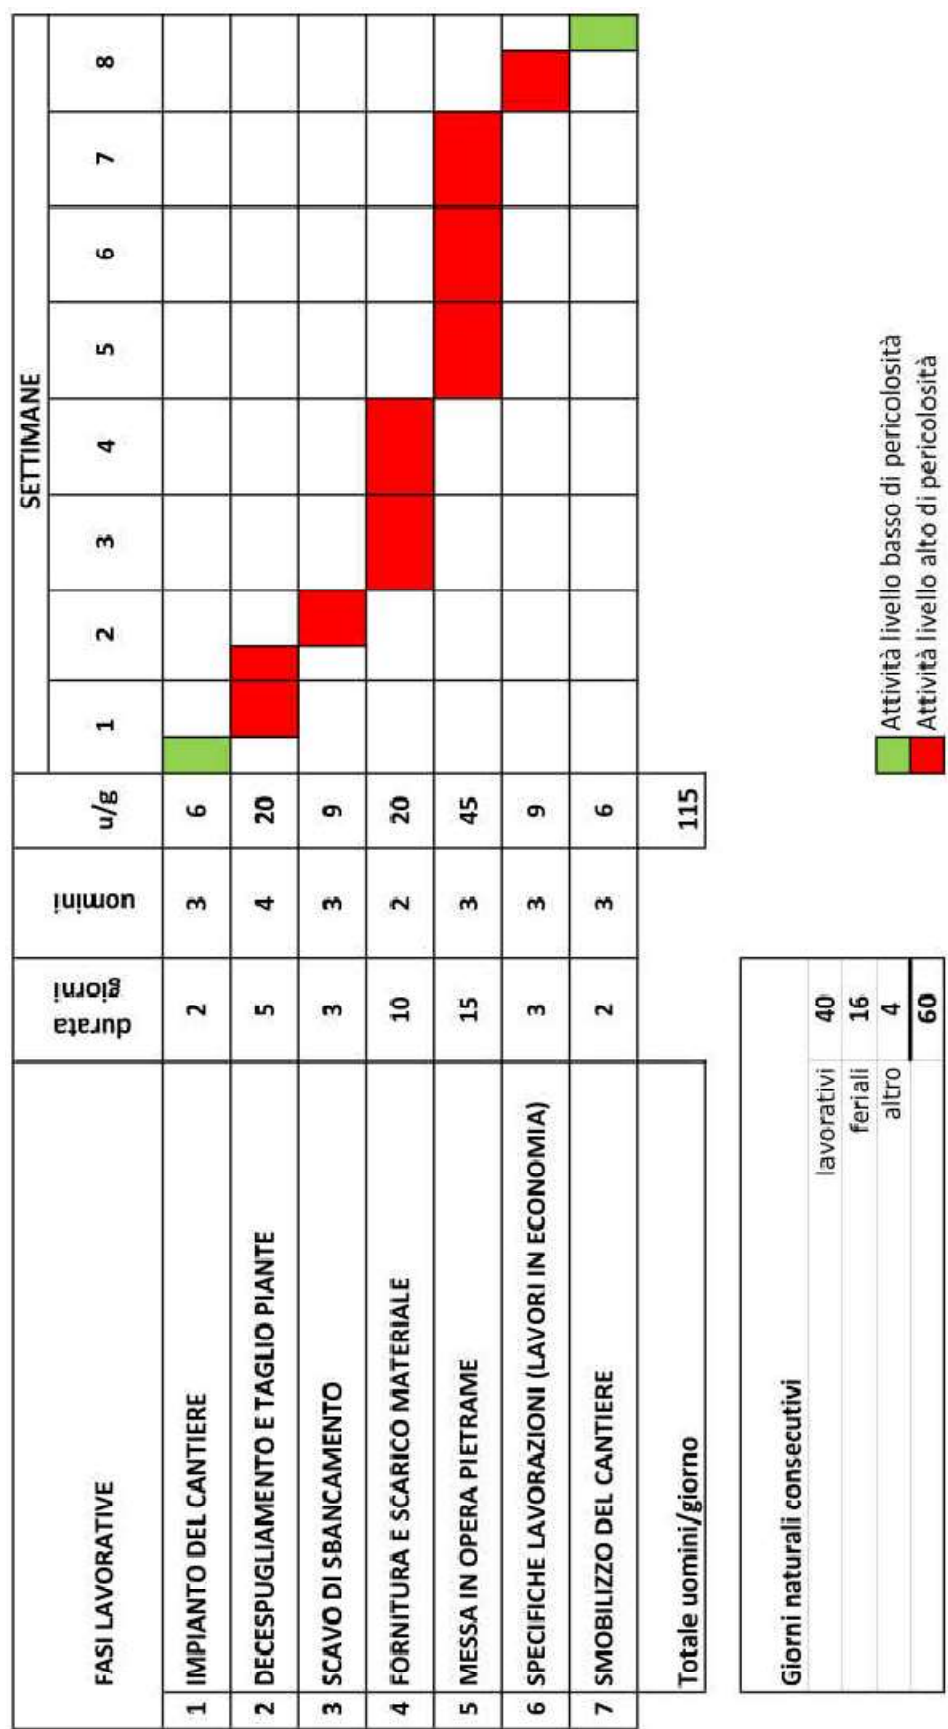 SETTIMANE
FASI LAVORATIVE durata giorni uomini u/g 1 2 3 4 5 6 7 8
1 IMPIANTO DEL CANTIERE 2 3 6
2 DECESPUGLIAMENTO E TAGLIO PIANTE 5 4 20
3 SCAVO DI SBANCAMENTO 3 3 9
4 FORNITURA E SCARICO MATERIALE 10 2 20
5 MESSA IN OPERA PIETRAME 15 3 45
6 SPECIFICHE LAVORAZIONI (LAVORI IN ECONOMIA) 3 3 9
7 SMOBILIZZO DEL CANTIERE 2 3 6
Totale uomini/giorno 115
Giorni naturali consecutivi
lavorativi 40
feriali 16
altro 4
60
Attività livello basso di pericolosità
Attività livello alto di pericolosità